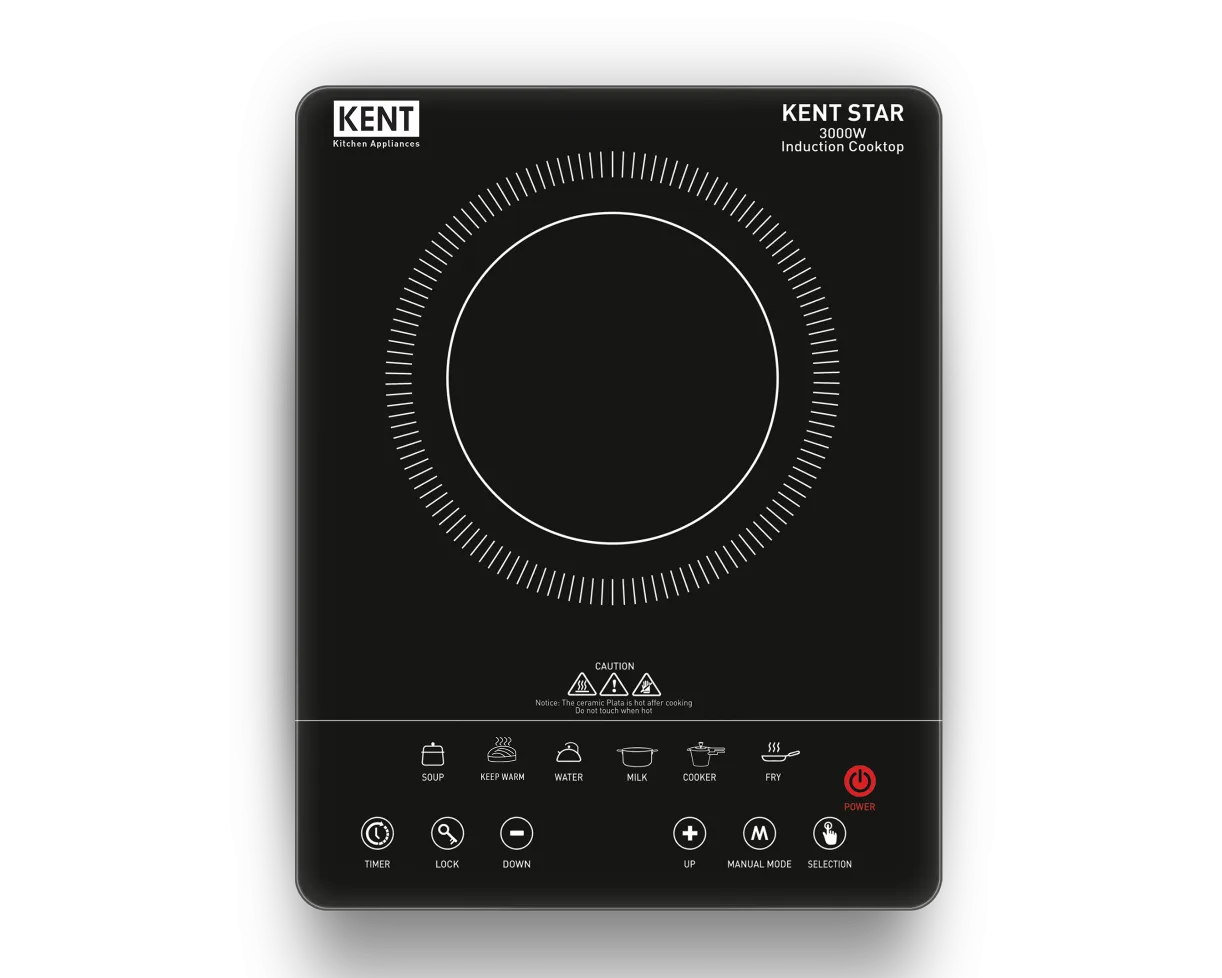 KENT
Kitchen Appliances
KENT STAR
3000W
Induction Cooktop
CAUTION
Notice: The ceramic Plata is hot affer cooking
Do not touch when hot
SOUP KEEP WARM WATER MILK COOKER FRY
POWER
TIMER LOCK DOWN UP MANUAL MODE SELECTION